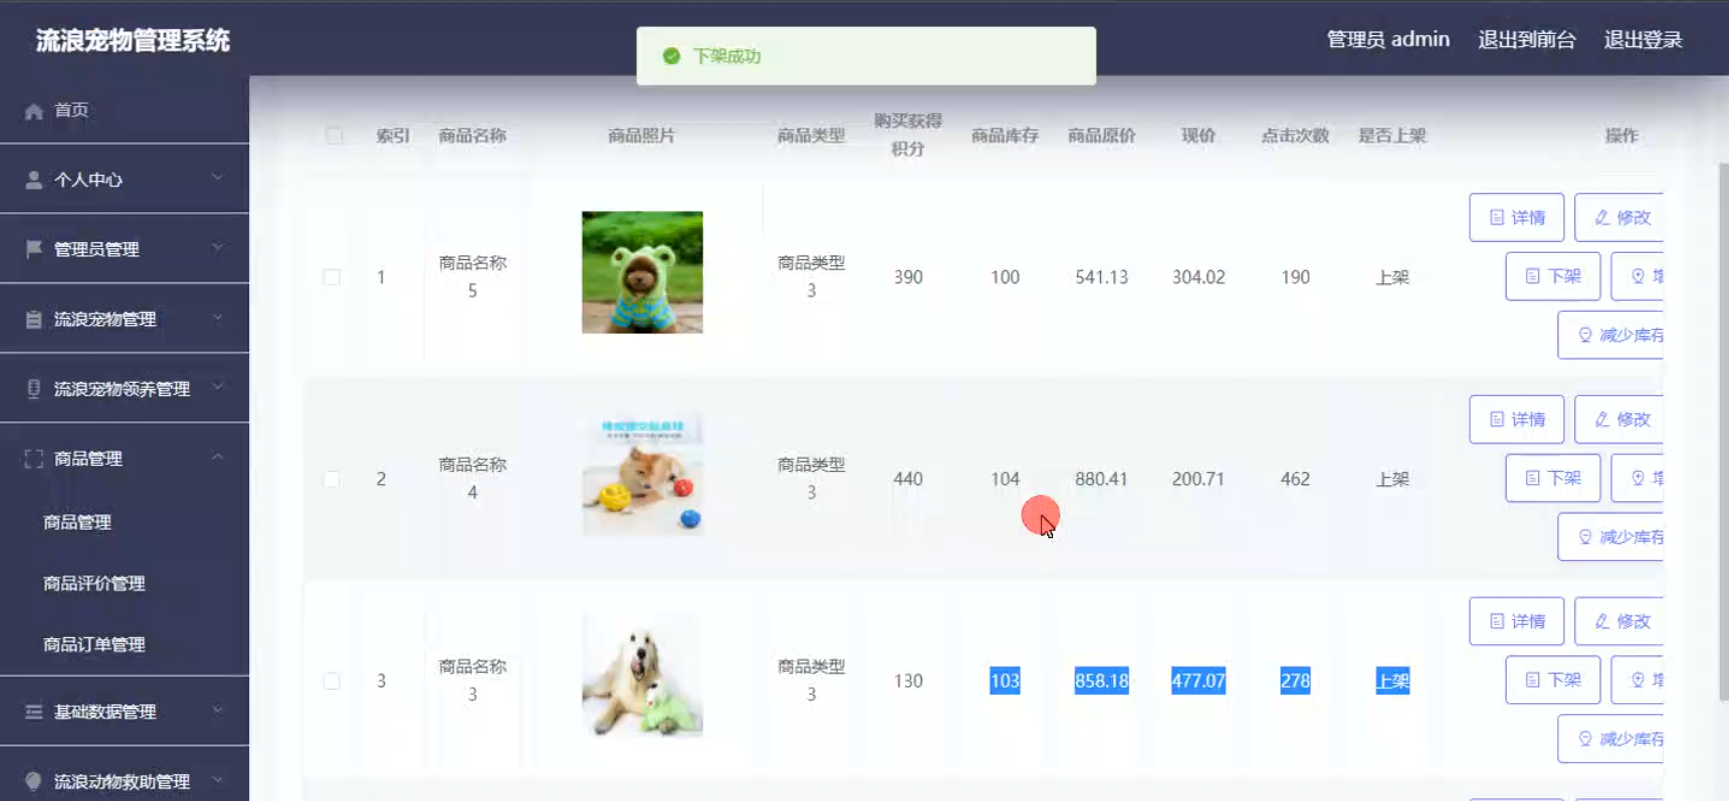 流浪宠物管理系统
下架成功
管理员 admin
退出到前台
退出登录
首页
个人中心
管理员管理
流浪宠物管理
流浪宠物领养管理
商品管理
商品管理
商品评价管理
商品订单管理
基础数据管理
流浪动物救助管理
索引 商品名称 商品照片 商品类型 购买获得 商品库存 商品原价 现价 点击次数 是否上架 操作
积分
详情 修改
商品名称 商品类型
1 390 100 541.13 304.02 190 上架 下架
5 3
减少库存
详情 修改
商品名称 商品类型
2 440 104 880.41 200.71 462 上架 下架
4 3
减少库存
详情 修改
商品名称 商品类型
3 130 103 858.18 477.07 278 上架 下架
3 3
减少库存